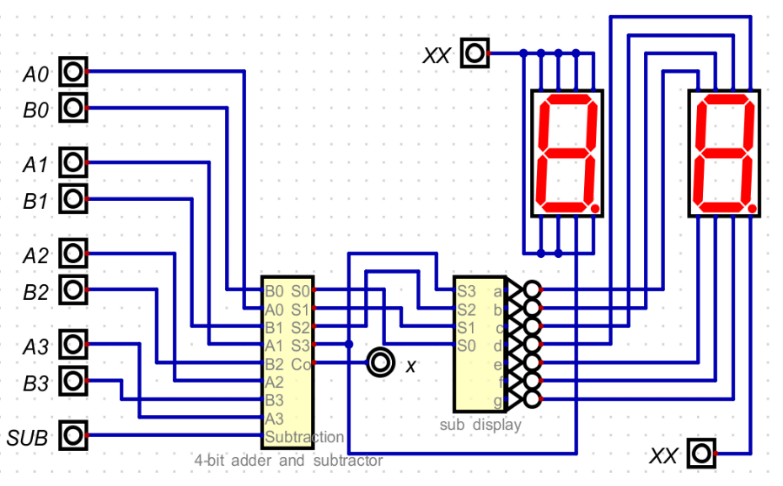 XX
A0
B0
A1
B1
A2
B2
A3
B3
SUB
B0 S0
A0 S1
B1 S2
A1 S3
B2 Co
A2
B3
A3
Subtraction
4-bit adder and subtractor
x
S3 a
S2 b
S1 c
S0 d
e
f
g
sub display
XX